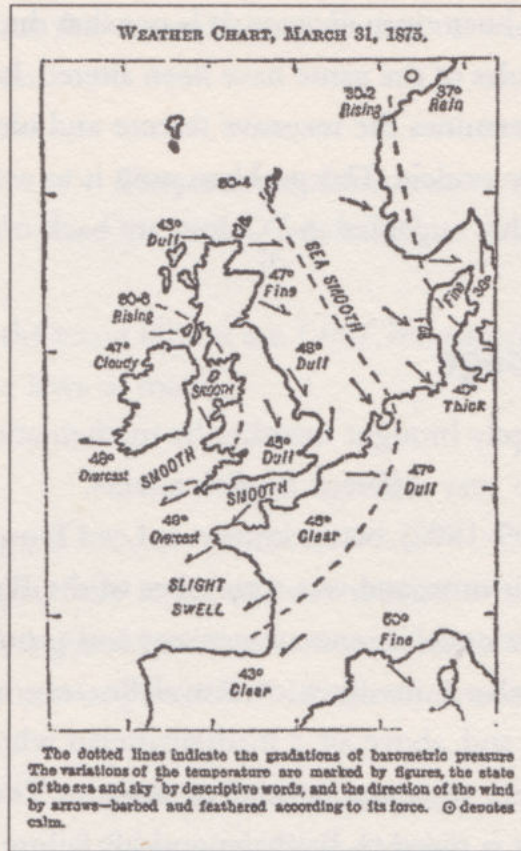 WEATHER CHART, MARCH 31, 1875.
30·2
Rising
37°
Rain
30·4
43°
Dull
49
SEA SMOOTH
47°
Fine
Fine
30·6
Rising
47°
Cloudy
SMOOTH
48°
Dull
Thick
45°
Dull
49°
Overcast
SMOOTH
SMOOTH
47°
Dull
49°
Overcast
45°
Clear
SLIGHT
SWELL
50°
Fine
43°
Clear
The dotted lines indicate the gradations of barometric pressure
The variations of the temperature are marked by figures, the state
of the sea and sky by descriptive words, and the direction of the wind
by arrows—barbed and feathered according to its force. ⊙ denotes
calm.